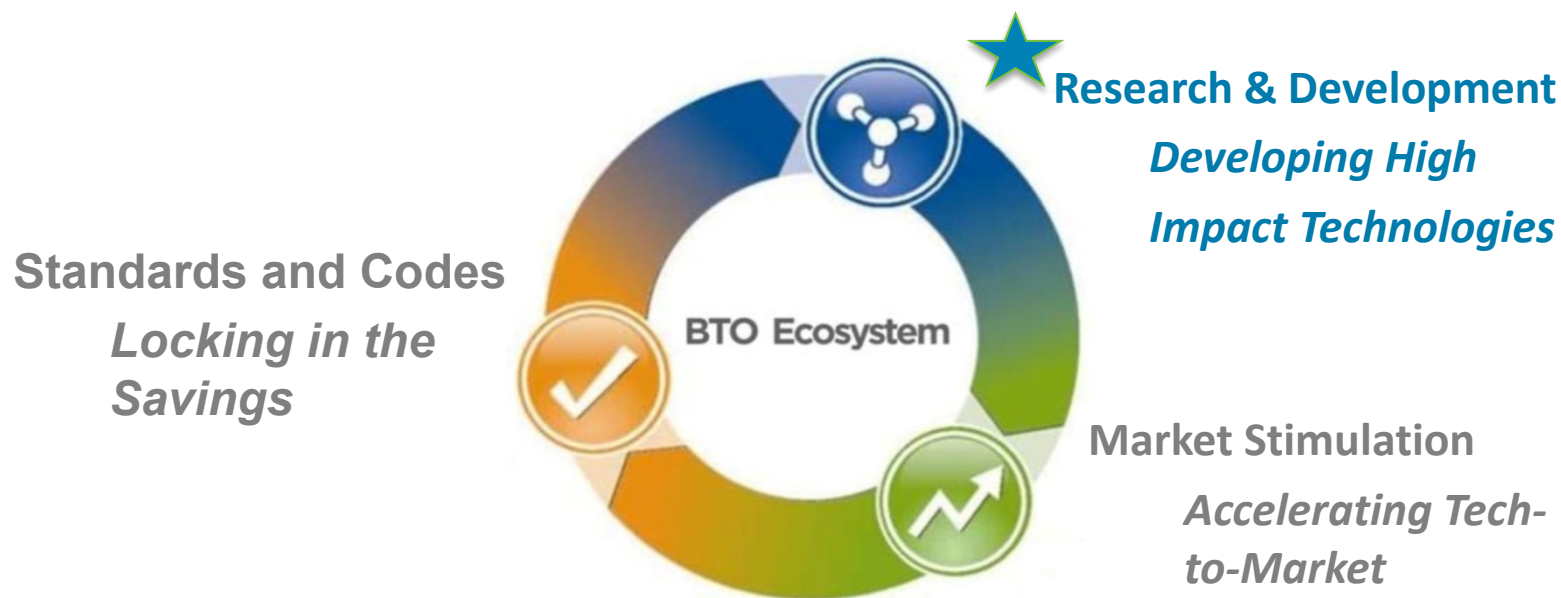 Research & Development
Developing High
Impact Technologies
Standards and Codes
Locking in the
Savings
BTO Ecosystem
Market Stimulation
Accelerating Tech-
to-Market